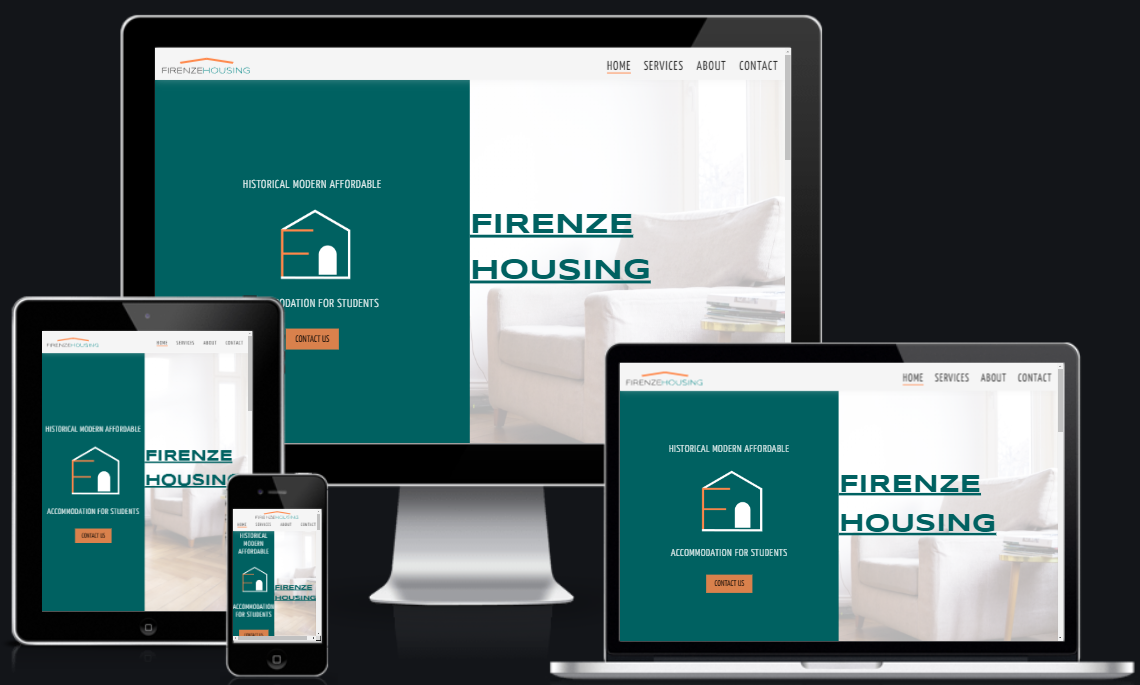 FIRENZEHOUSING
HOME SERVICES ABOUT CONTACT
HISTORICAL MODERN AFFORDABLE
FIRENZE
HOUSING
ODATION FOR STUDENTS
CONTACT US
FIRENZEHOUSING
HOME SERVICES ABOUT CONTACT
HISTORICAL MODERN AFFORDABLE
FIRENZE
HOUSING
ACCOMMODATION FOR STUDENTS
CONTACT US
FIRENZEHOUSING
HOME SERVICES ABOUT CONTACT
HISTORICAL
MODERN
AFFORDABLE
FIRENZE
HOUSING
ACCOMMODATION
FOR STUDENTS
CONTACT US
FIRENZEHOUSING
HOME SERVICES ABOUT CONTACT
HISTORICAL MODERN AFFORDABLE
FIRENZE
HOUSING
ACCOMMODATION FOR STUDENTS
CONTACT US